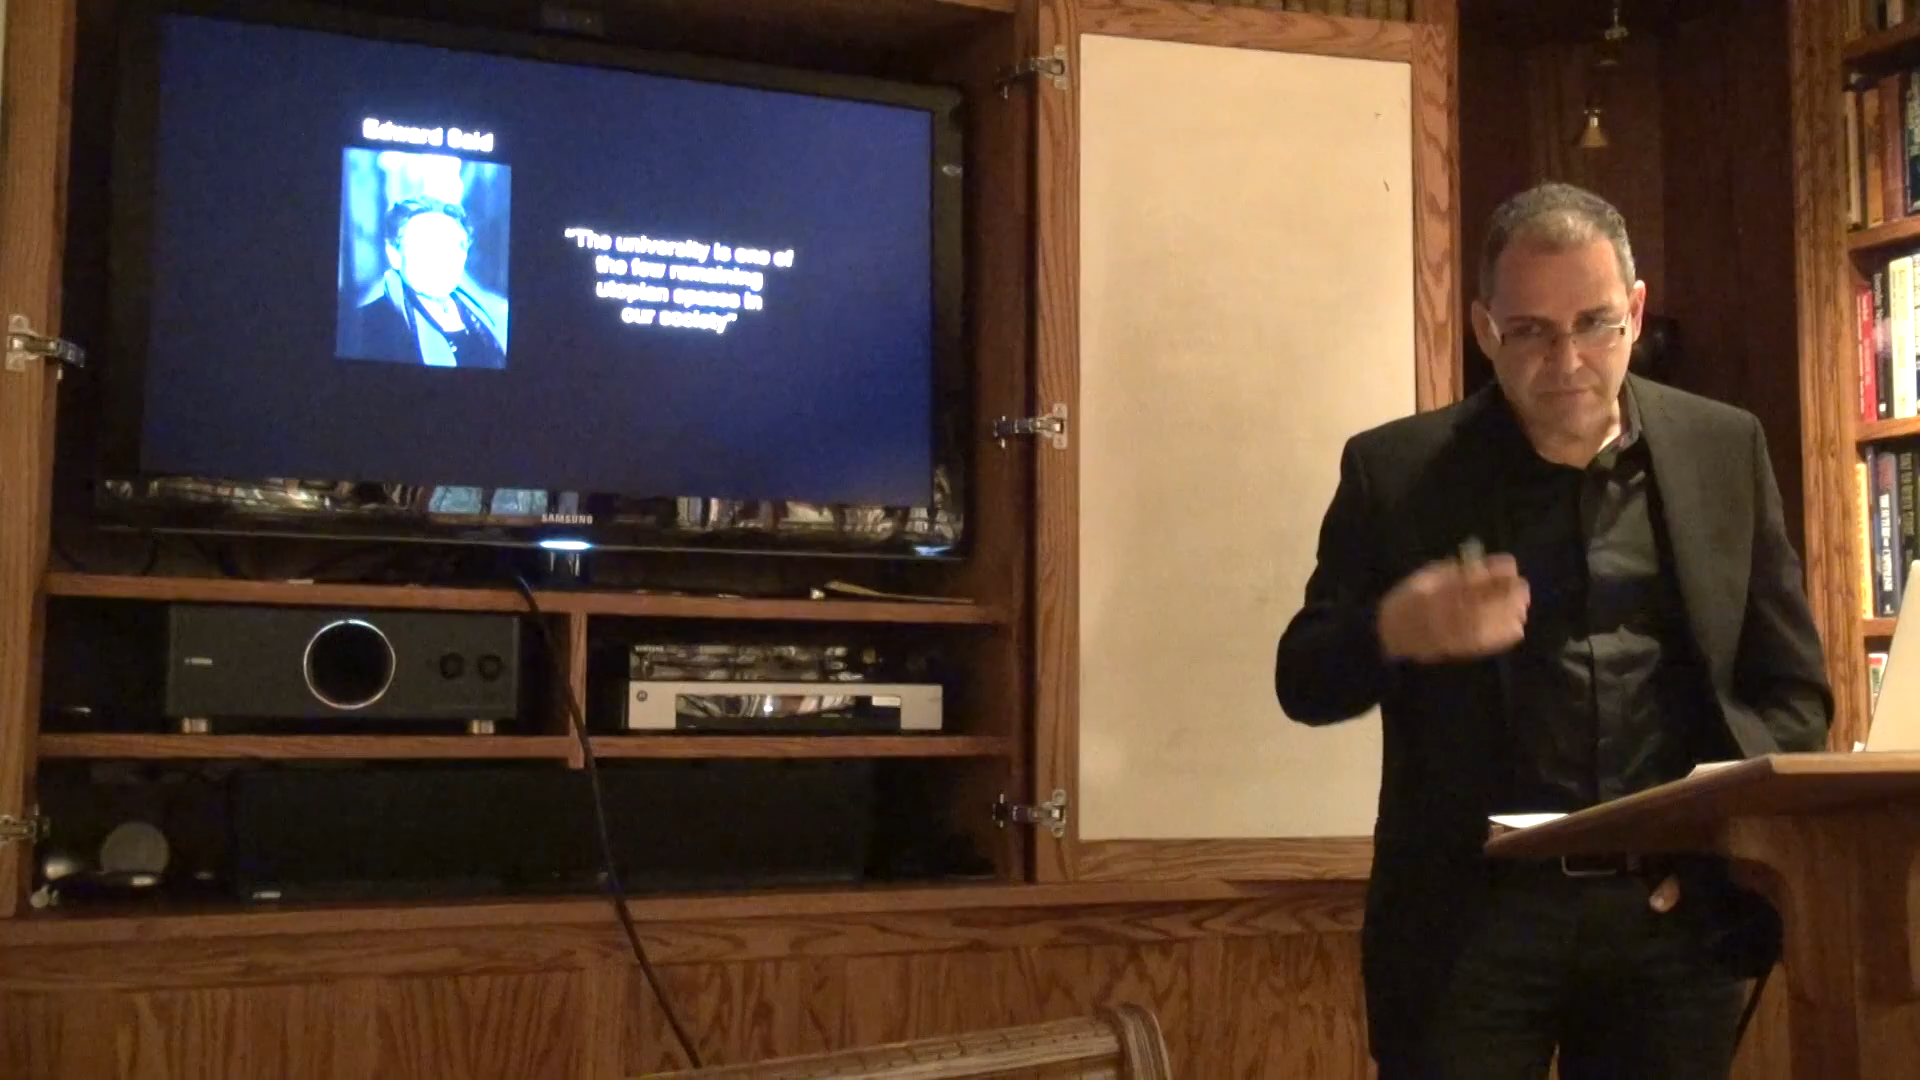 Edward Said
“The university is one of
the few remaining
utopian spaces in
our society”
SAMSUNG